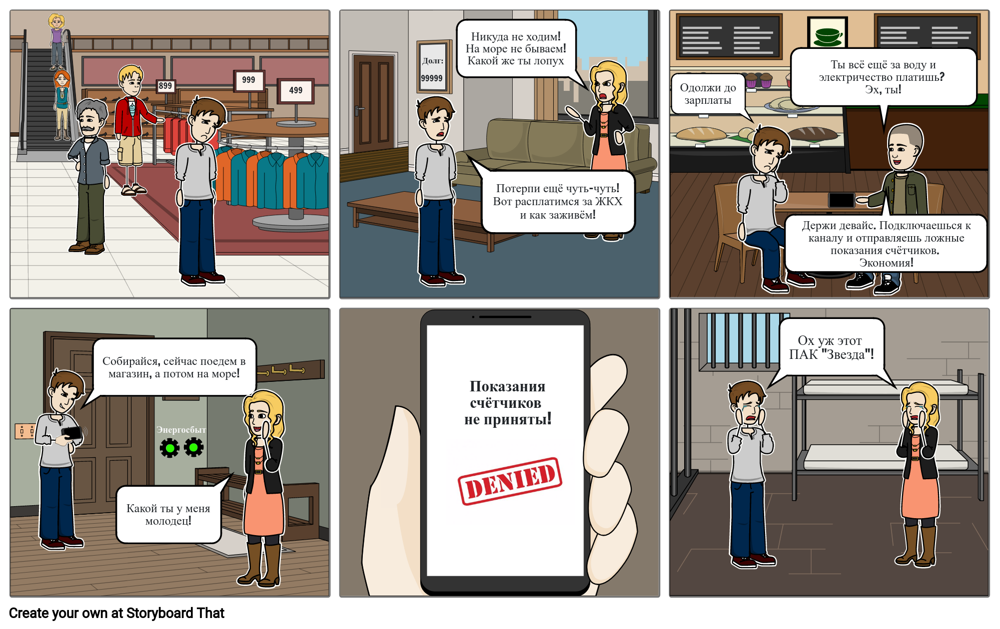 899
999
499
Долг:
99999
Никуда не ходим!
На море не бываем!
Какой же ты лопух
Потерпи ещё чуть-чуть!
Вот расплатимся за ЖКХ
и как заживём!
Одолжи до
зарплаты
Ты всё ещё за воду и
электричество платишь?
Эх, ты!
Держи девайс. Подключаешься к
каналу и отправляешь ложные
показания счётчиков.
Экономия!
Собирайся, сейчас поедем в
магазин, а потом на море!
Энергосбыт
Какой ты у меня
молодец!
Показания
счётчиков
не приняты!
DENIED
Ох уж этот
ПАК "Звезда"!
Create your own at Storyboard That